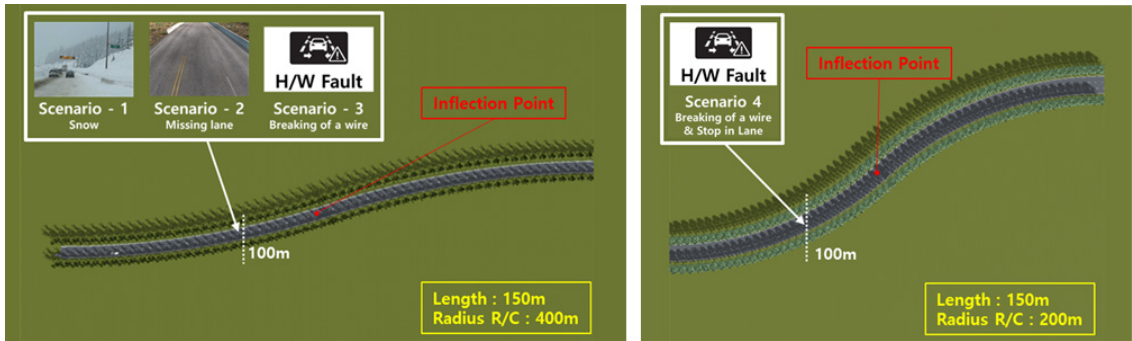 H/W Fault
Scenario - 1
Snow
Scenario - 2
Missing lane
Scenario - 3
Breaking of a wire
Inflection Point
100m
Length : 150m
Radius R/C : 400m
H/W Fault
Scenario 4
Breaking of a wire
& Stop in Lane
Inflection Point
100m
Length : 150m
Radius R/C : 200m